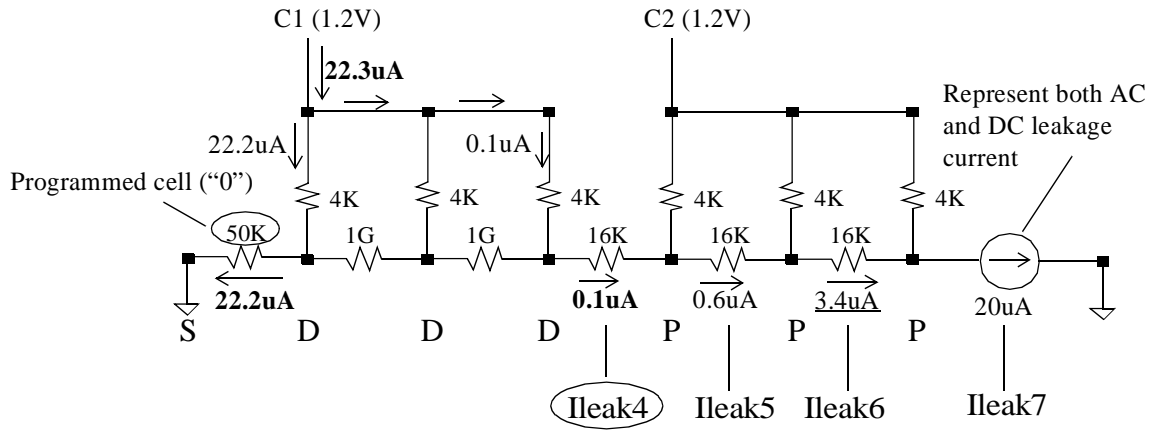 C1 (1.2V)
C2 (1.2V)
22.3uA
Represent both AC
and DC leakage
current
22.2uA
0.1uA
Programmed cell (“0”)
4K
4K
4K
4K
4K
4K
50K
1G
1G
16K
16K
16K
22.2uA
0.1uA
0.6uA
3.4uA
20uA
S
D
D
D
P
P
P
Ileak4
Ileak5
Ileak6
Ileak7